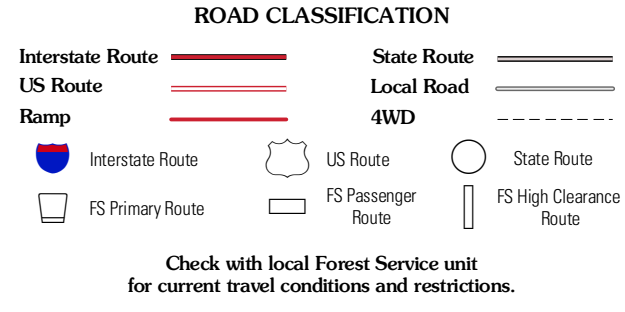 ROAD CLASSIFICATION
Interstate Route
State Route
US Route
Local Road
Ramp
4WD
Interstate Route
US Route
State Route
FS Primary Route
FS Passenger
Route
FS High Clearance
Route
Check with local Forest Service unit
for current travel conditions and restrictions.